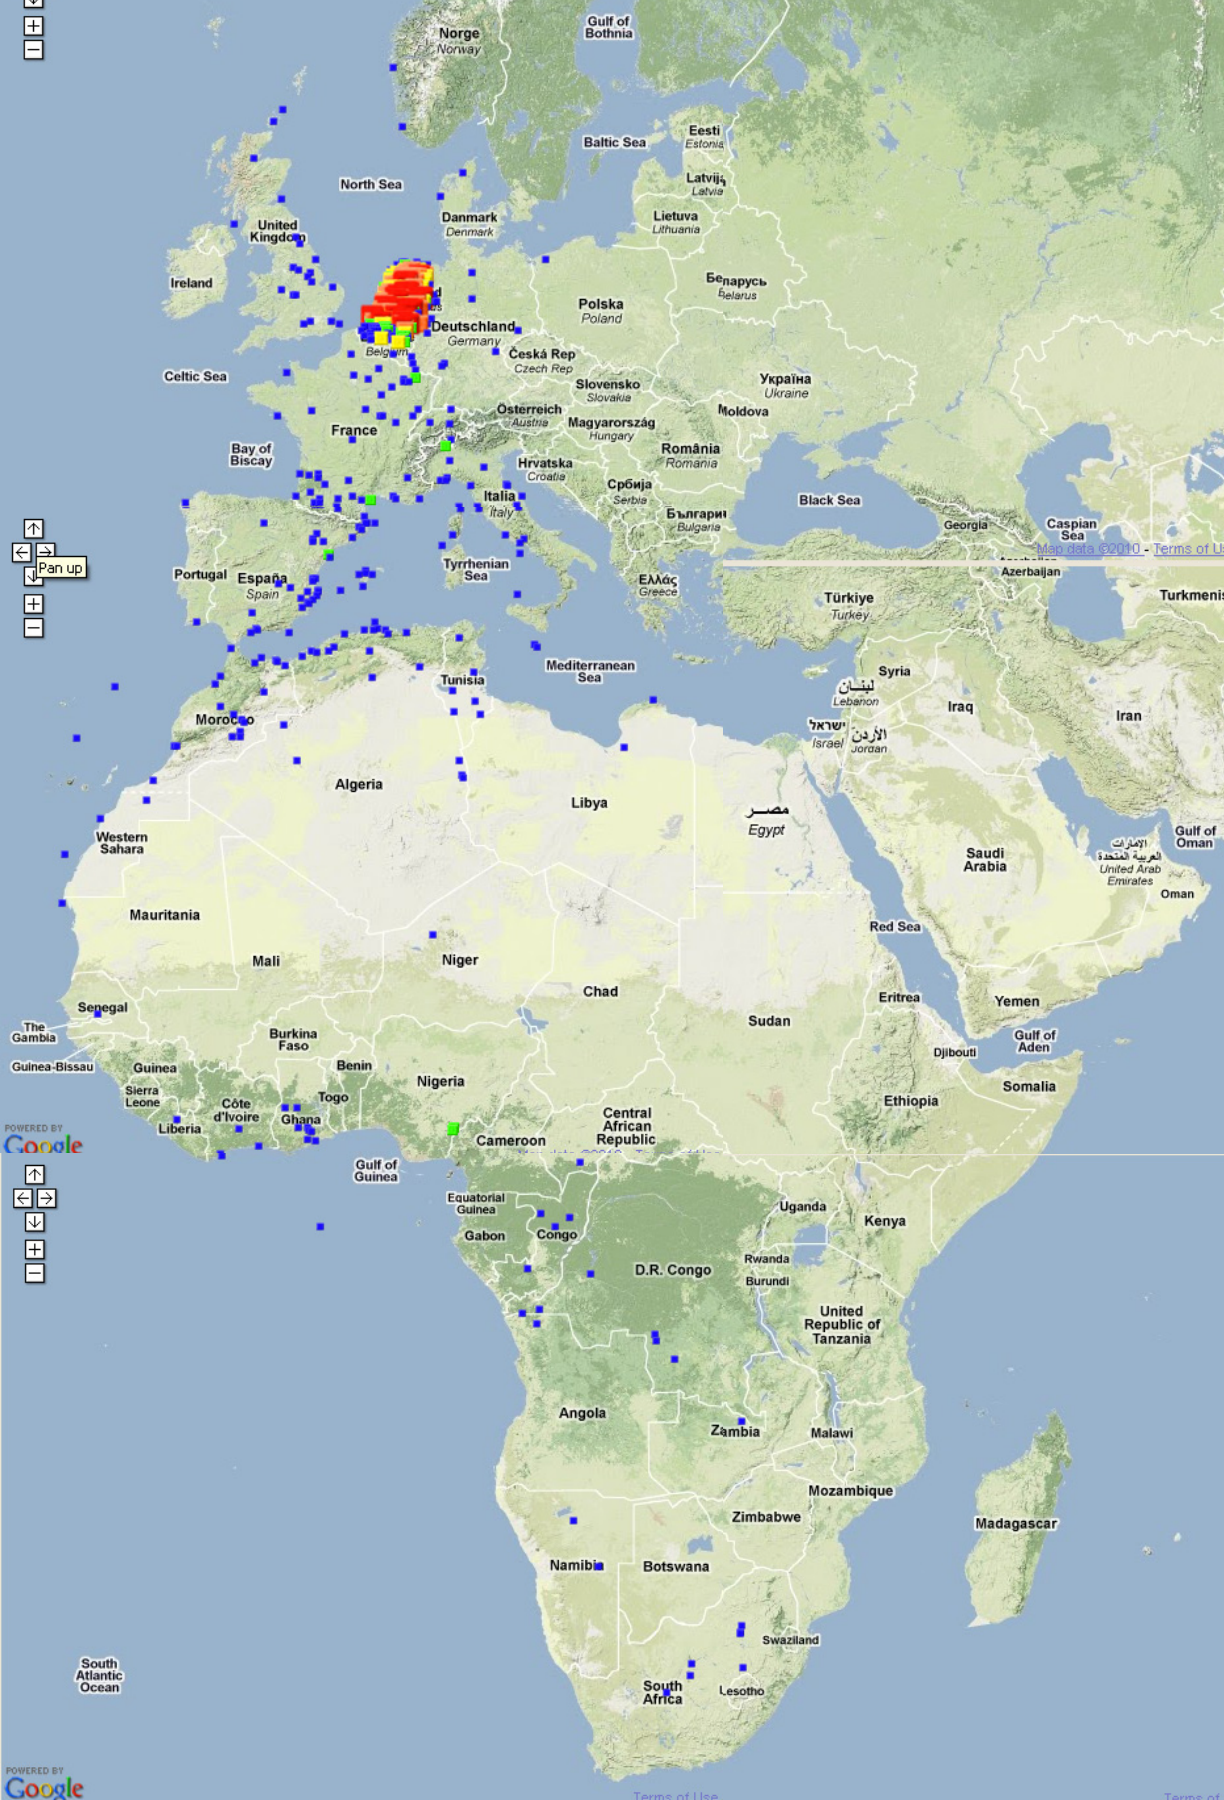 Gulf of
Bothnia
Norge
Norway
Eesti
Estonia
Baltic Sea
North Sea
Latvija
Latvia
Danmark
Denmark
Lietuva
Lithuania
United
Kingdom
Ireland
Беларусь
Belarus
Polska
Poland
Deutschland
Germany
Belgium
Česká Rep
Czech Rep
Celtic Sea
Slovensko
Slovakia
Україна
Ukraine
Österreich
Austria
Magyarország
Hungary
Moldova
France
Bay of
Biscay
România
Romania
Hrvatska
Croatia
Србија
Serbia
Italia
Italy
Black Sea
България
Bulgaria
Georgia
Caspian
Sea
Map data ©2010 - Terms of U
Pan up
Azerbaijan
Portugal
España
Spain
Tyrrhenian
Sea
Ελλάς
Greece
Türkiye
Turkey
Turkmenis
Mediterranean
Sea
Tunisia
Syria
لبنان
Lebanon
Iraq
Iran
Morocco
ישראל
Israel
الأردن
Jordan
Algeria
Libya
مصر
Egypt
Western
Sahara
Saudi
Arabia
الإمارات
العربية المتحدة
United Arab
Emirates
Gulf of
Oman
Oman
Mauritania
Red Sea
Mali
Niger
Chad
Eritrea
Yemen
Senegal
Sudan
The
Gambia
Burkina
Faso
Gulf of
Aden
Djibouti
Guinea-Bissau
Guinea
Benin
Nigeria
Somalia
Sierra
Leone
Côte
d'Ivoire
Togo
Ghana
Ethiopia
Liberia
Central
African
Republic
Cameroon
POWERED BY
Google
Map data ©2010 - Terms of Use
Gulf of
Guinea
Equatorial
Guinea
Uganda
Kenya
Gabon
Congo
Rwanda
D.R. Congo
Burundi
United
Republic of
Tanzania
Angola
Zambia
Malawi
Mozambique
Zimbabwe
Madagascar
Namibia
Botswana
Swaziland
South
Atlantic
Ocean
South
Africa
Lesotho
POWERED BY
Google
Terms of Use
Terms of